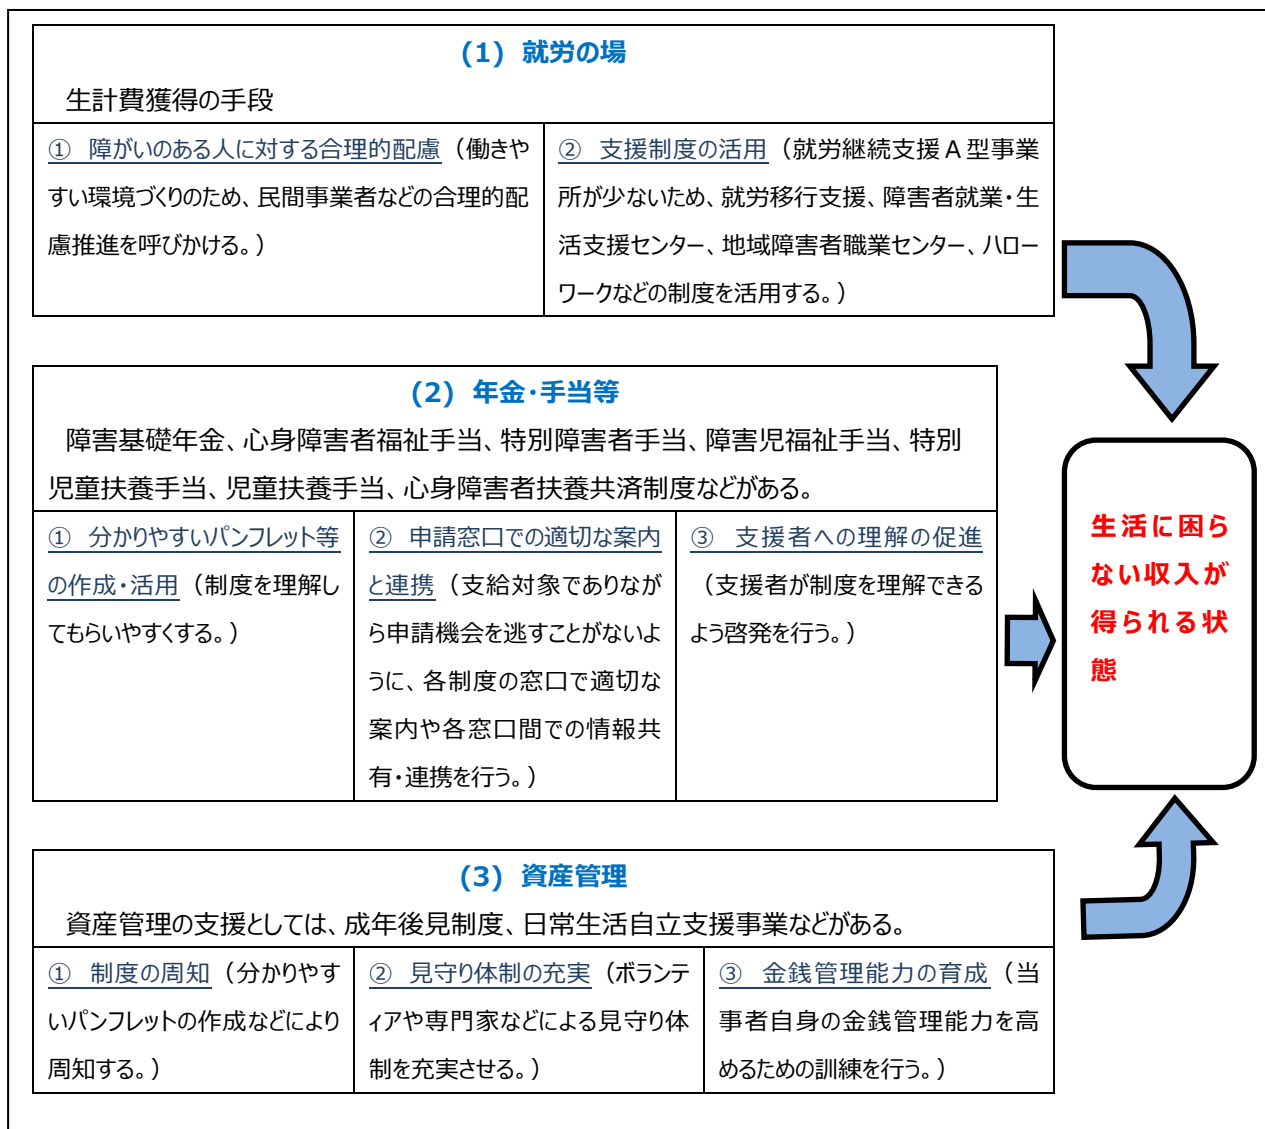 (1) 就労の場
生計費獲得の手段
① 障がいのある人に対する合理的配慮（働きや
すい環境づくりのため、民間事業者などの合理的配
慮推進を呼びかける。）
② 支援制度の活用（就労継続支援Ａ型事業
所が少ないため、就労移行支援、障害者就業・生
活支援センター、地域障害者職業センター、ハロー
ワークなどの制度を活用する。）
(2) 年金・手当等
障害基礎年金、心身障害者福祉手当、特別障害者手当、障害児福祉手当、特別
児童扶養手当、児童扶養手当、心身障害者扶養共済制度などがある。
① 分かりやすいパンフレット等
の作成・活用（制度を理解し
てもらいやすくする。）
② 申請窓口での適切な案内
と連携（支給対象でありなが
ら申請機会を逃すことがないよ
うに、各制度の窓口で適切な
案内や各窓口間での情報共
有・連携を行う。）
③ 支援者への理解の促進
（支援者が制度を理解できる
よう啓発を行う。）
生活に困ら
ない収入が
得られる状
態
(3) 資産管理
資産管理の支援としては、成年後見制度、日常生活自立支援事業などがある。
① 制度の周知（分かりやす
いパンフレットの作成などにより
周知する。）
② 見守り体制の充実（ボランテ
ィアや専門家などによる見守り体
制を充実させる。）
③ 金銭管理能力の育成（当
事者自身の金銭管理能力を高
めるための訓練を行う。）